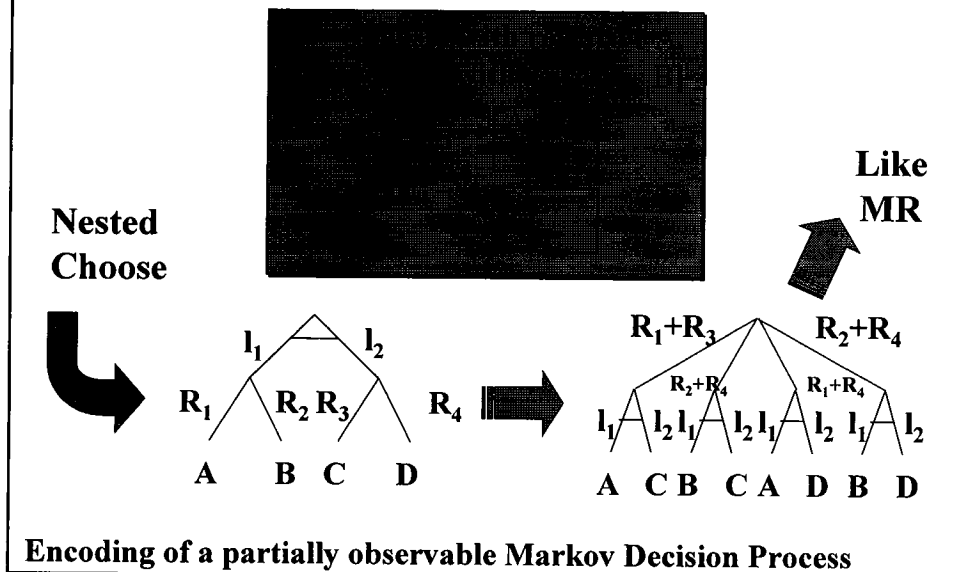 Like
MR
Nested
Choose
l₁ l₂
R₁ R₂ R₃ R₄
A B C D
R₁+R₃ R₂+R₄
R₂+R₄ R₁+R₄
l₁ l₂ l₁ l₂ l₁ l₂ l₁ l₂
A C B C A D B D
Encoding of a partially observable Markov Decision Process